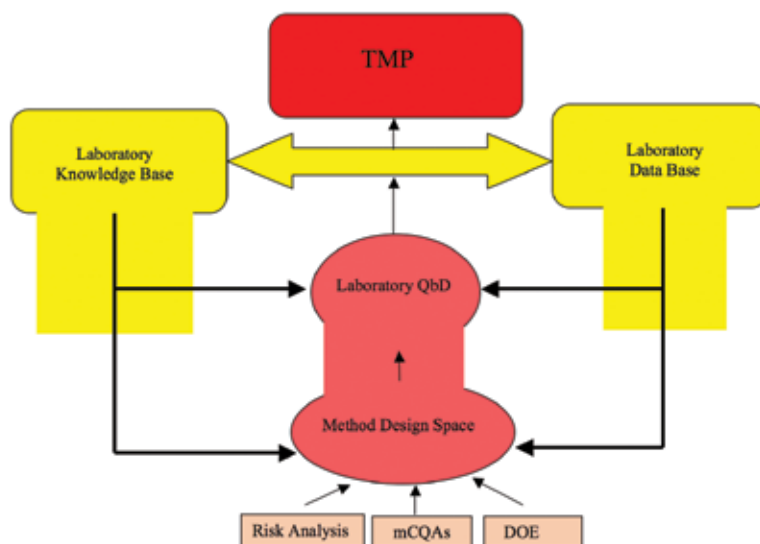 TMP
Laboratory
Knowledge Base
Laboratory
Data Base
Laboratory QbD
Method Design Space
Risk Analysis
mCQAs
DOE